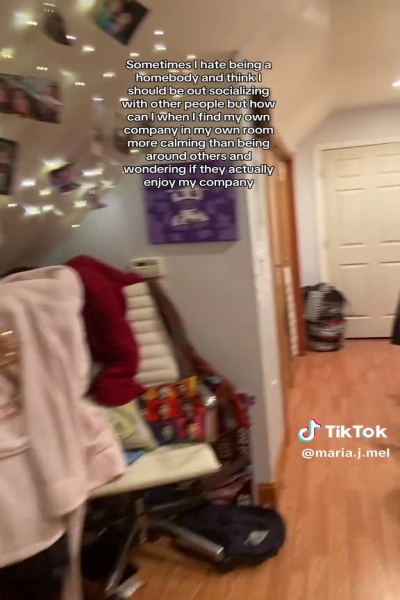 Sometimes I hate being a
homebody and think I
should be out socializing
with other people but how
can I when I find my own
company in my own room
more calming than being
around others and
wondering if they actually
enjoy my company
TikTok
@maria.j.mel